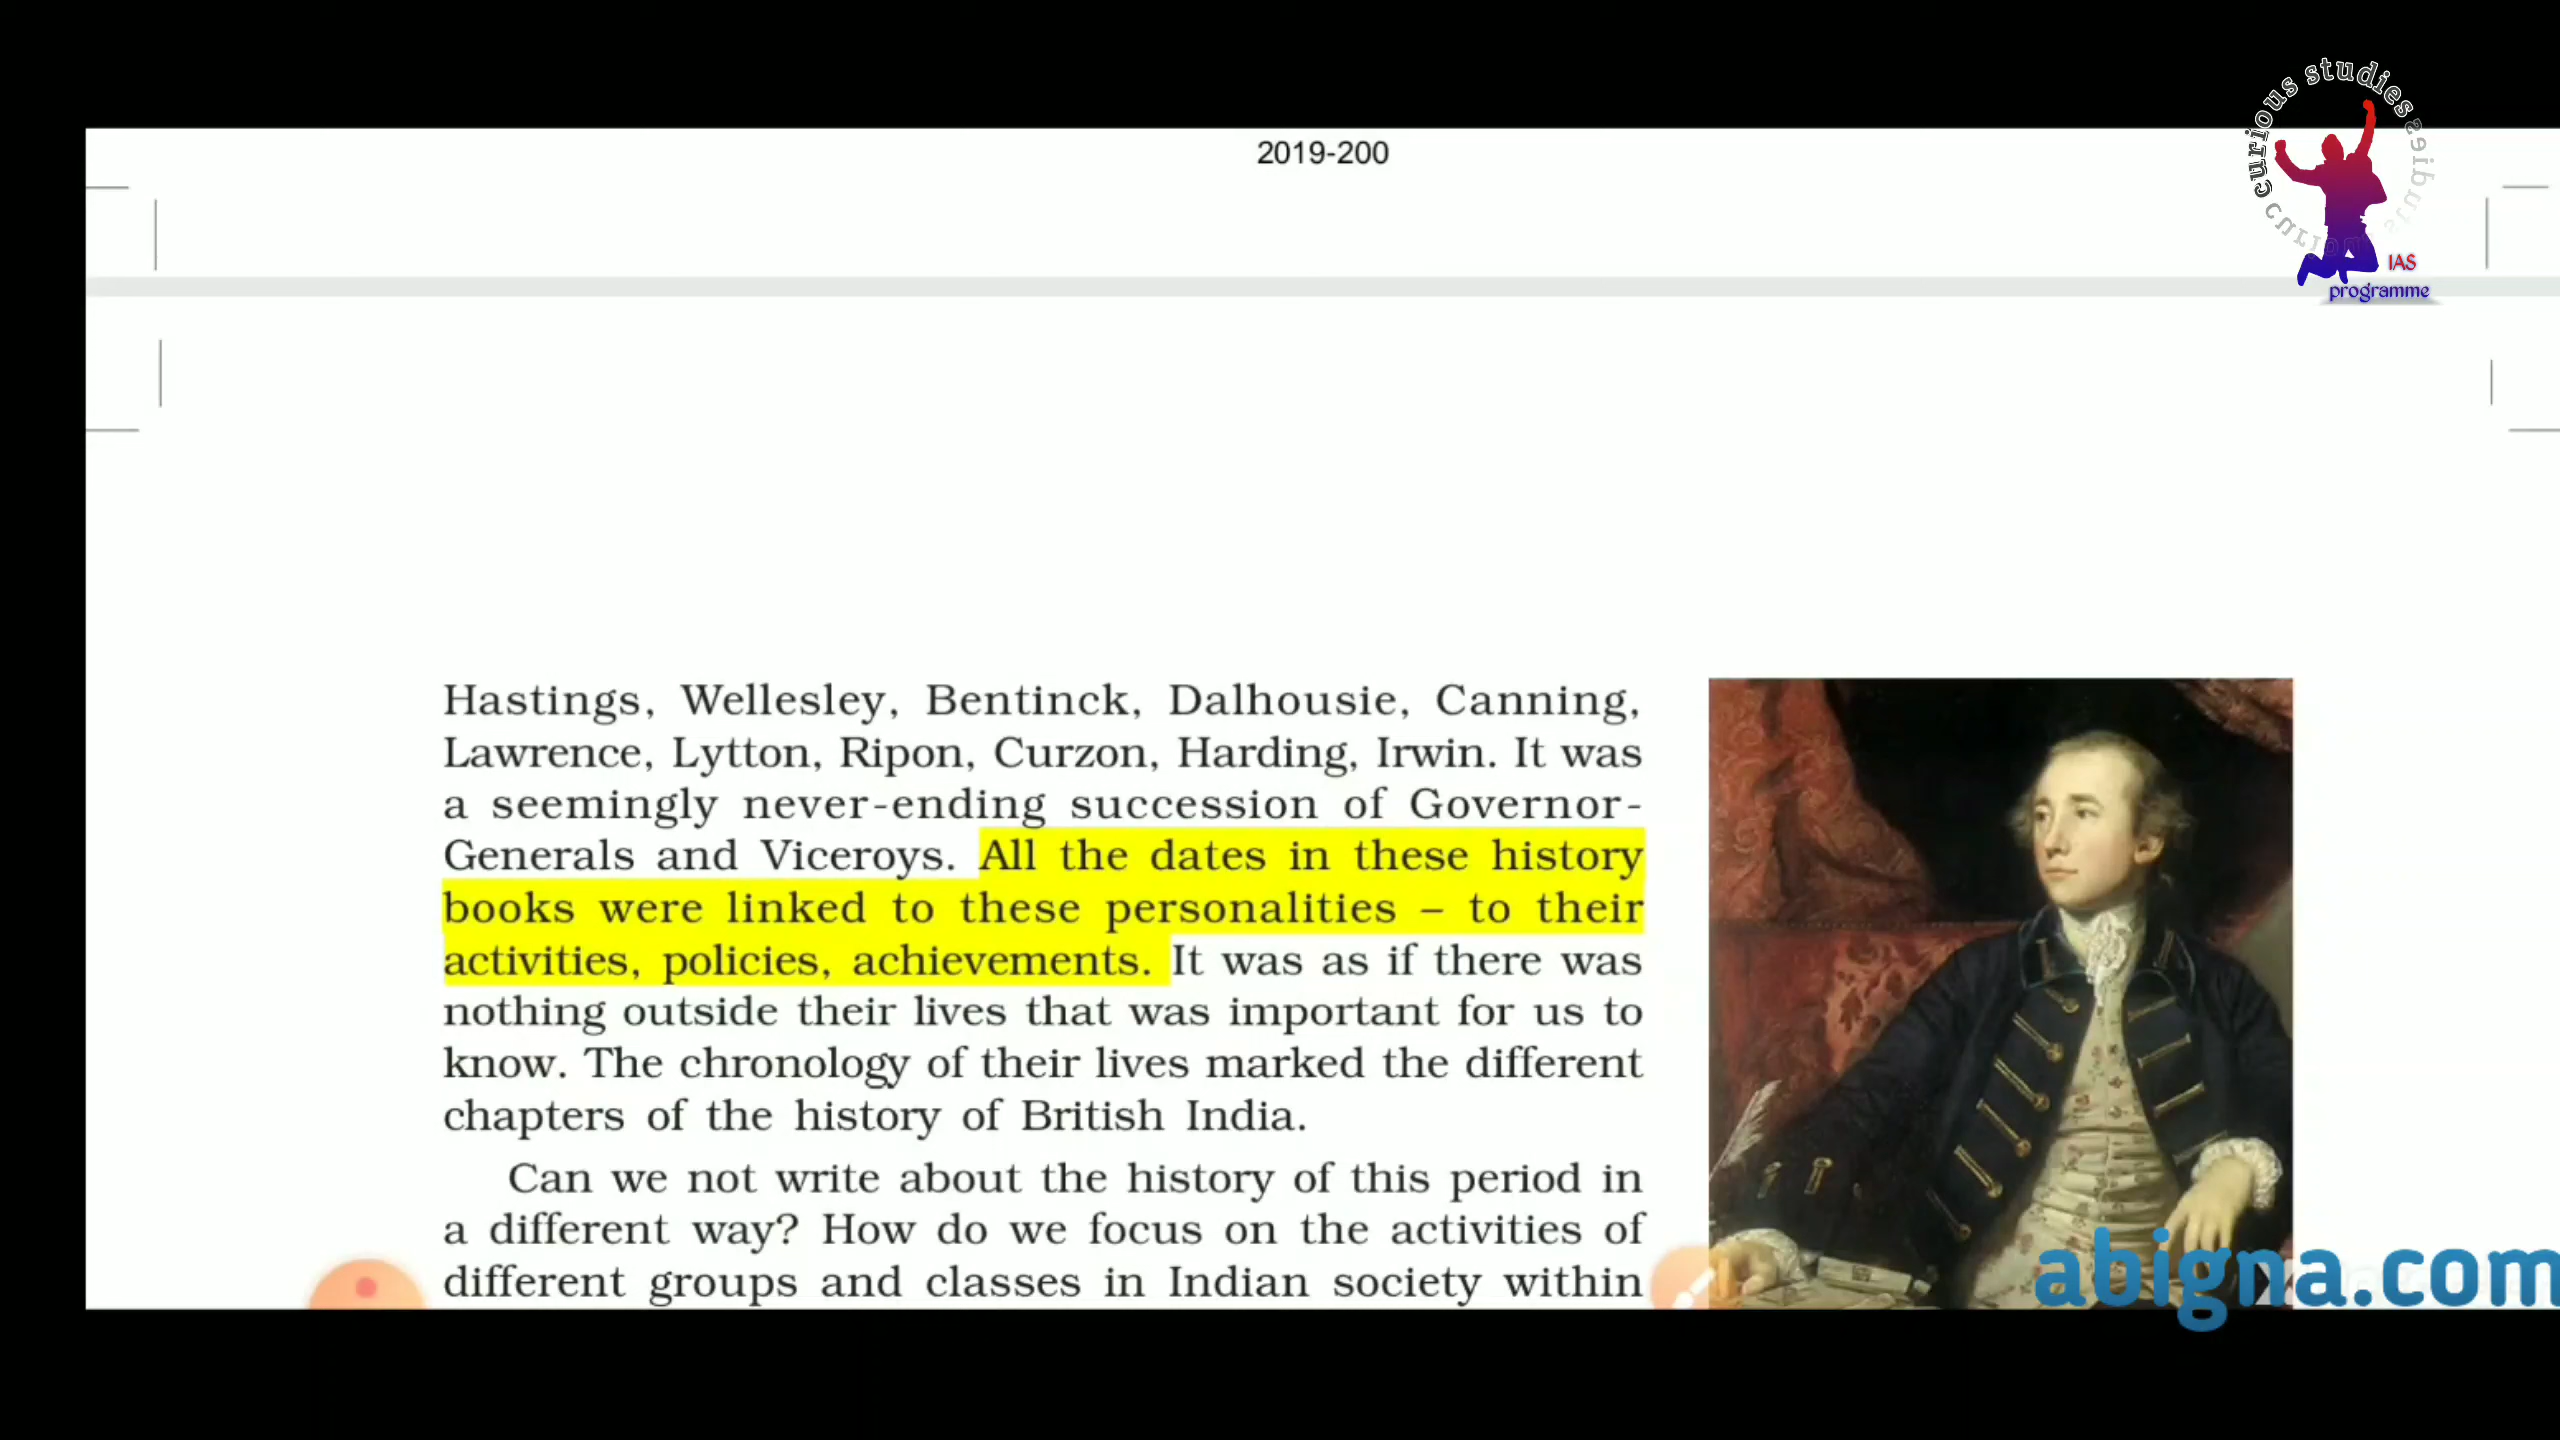 curious studies
curious studies
IAS
programme
2019-200
Hastings, Wellesley, Bentinck, Dalhousie, Canning,
Lawrence, Lytton, Ripon, Curzon, Harding, Irwin. It was
a seemingly never-ending succession of Governor-
Generals and Viceroys. All the dates in these history
books were linked to these personalities – to their
activities, policies, achievements. It was as if there was
nothing outside their lives that was important for us to
know. The chronology of their lives marked the different
chapters of the history of British India.
Can we not write about the history of this period in
a different way? How do we focus on the activities of
different groups and classes in Indian society within
abigna.com